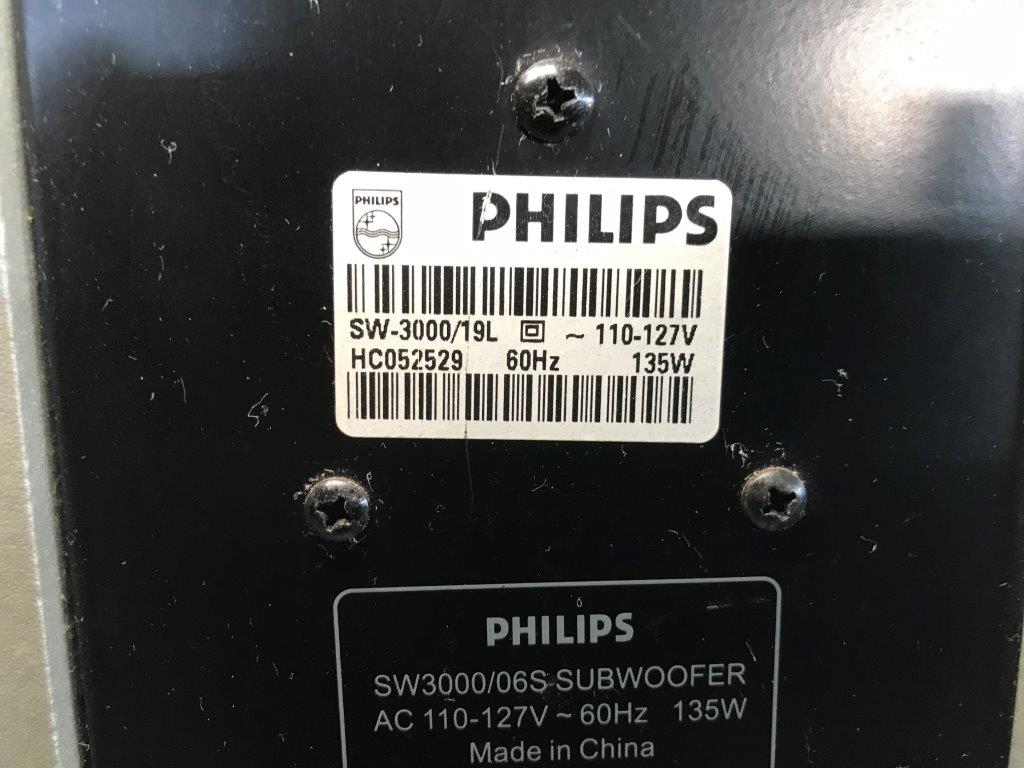 PHILIPS
PHILIPS
SW-3000/19L ~ 110-127V
HC052529 60Hz 135W
PHILIPS
SW3000/06S SUBWOOFER
AC 110-127V ~ 60Hz 135W
Made in China